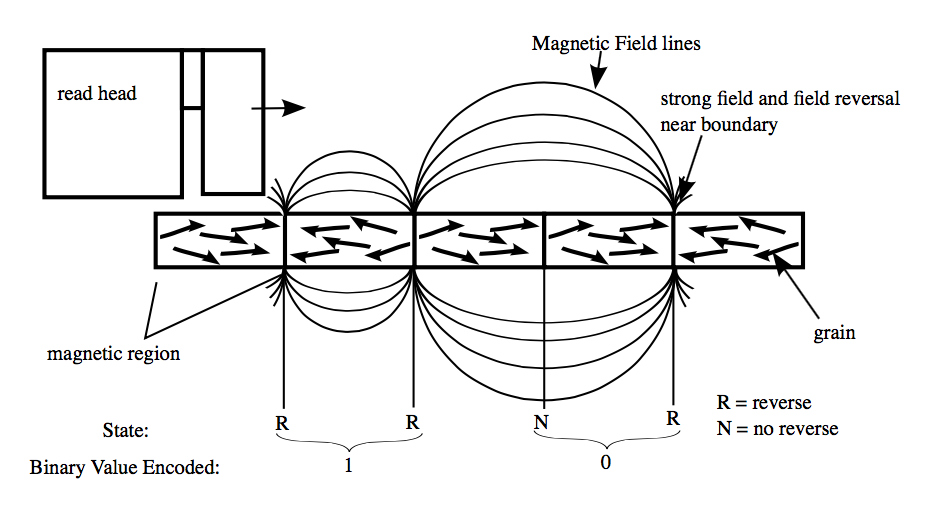 Magnetic Field lines
read head
strong field and field reversal
near boundary
grain
magnetic region
R = reverse
N = no reverse
State:
R R N R
Binary Value Encoded:
1 0